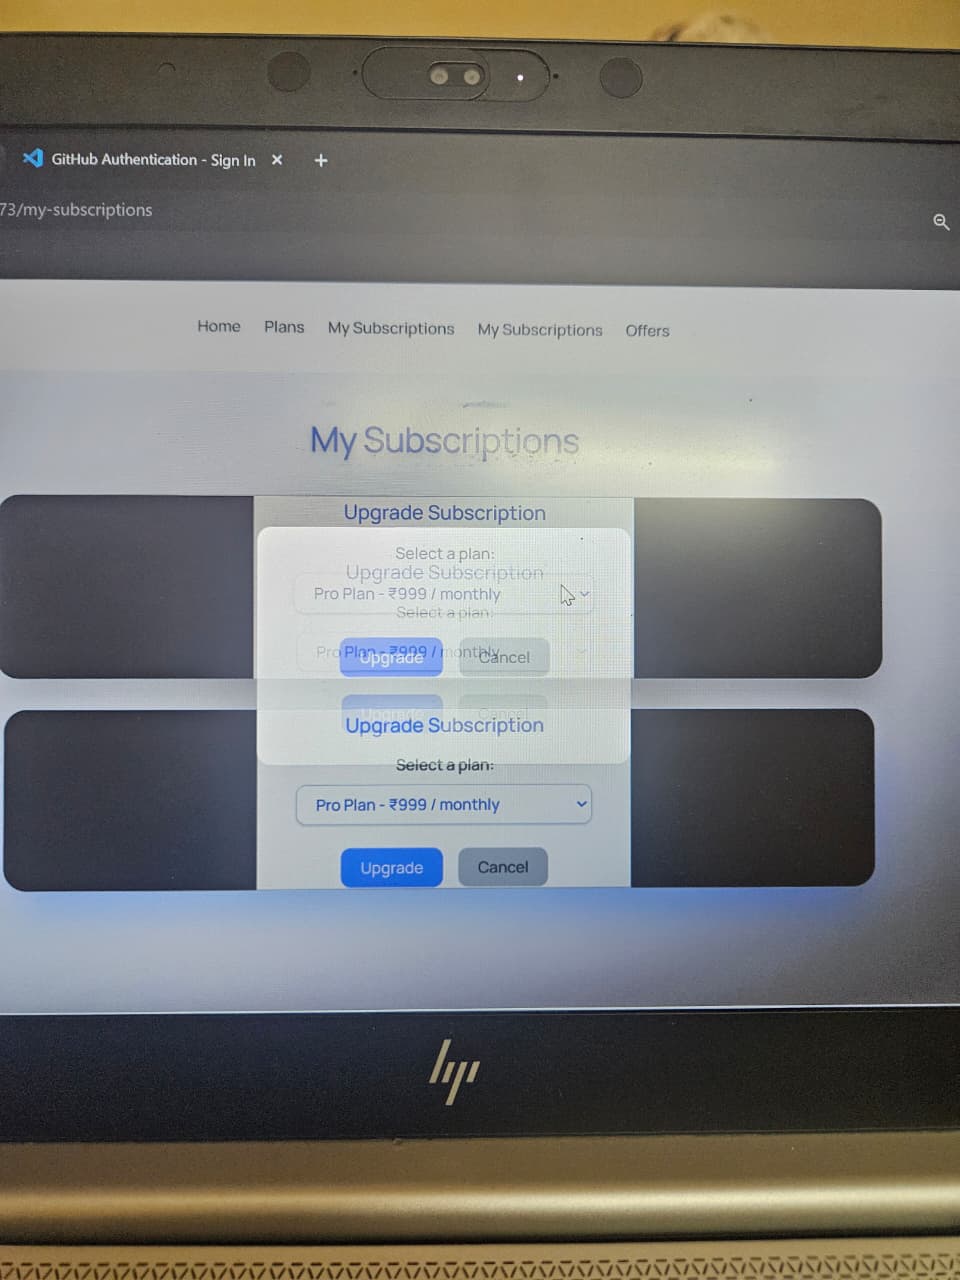 GitHub Authentication - Sign In
73/my-subscriptions
Home Plans My Subscriptions My Subscriptions Offers
My Subscriptions
Upgrade Subscription
Select a plan:
Upgrade Subscription
Pro Plan - ₹999 / monthly
Select a plan:
Pro Plan - ₹999 / monthly
Upgrade Cancel
Upgrade Cancel
Upgrade Subscription
Select a plan:
Pro Plan - ₹999 / monthly
Upgrade Cancel
hp